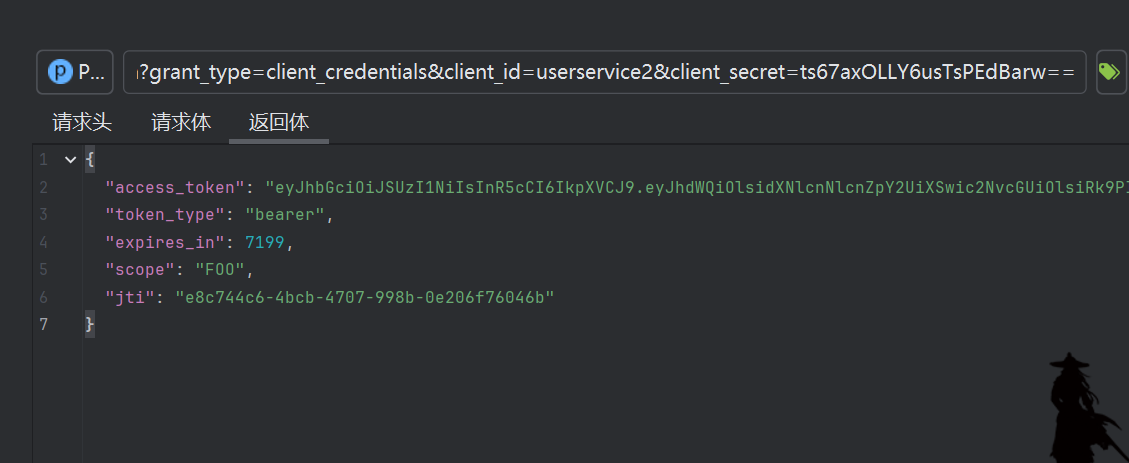 P... ?grant_type=client_credentials&client_id=userservice2&client_secret=ts67axOLLY6usTsPEdBarw==
请求头 请求体 返回体
1 {
2 "access_token": "eyJhbGciOiJSUzI1NiIsInR5cCI6IkpXVCJ9.eyJhdWQiOlsidXNlcnNlcnZpY2UiXSwic2NvcGUiOlsiRk9P
3 "token_type": "bearer",
4 "expires_in": 7199,
5 "scope": "FOO",
6 "jti": "e8c744c6-4bcb-4707-998b-0e206f76046b"
7 }